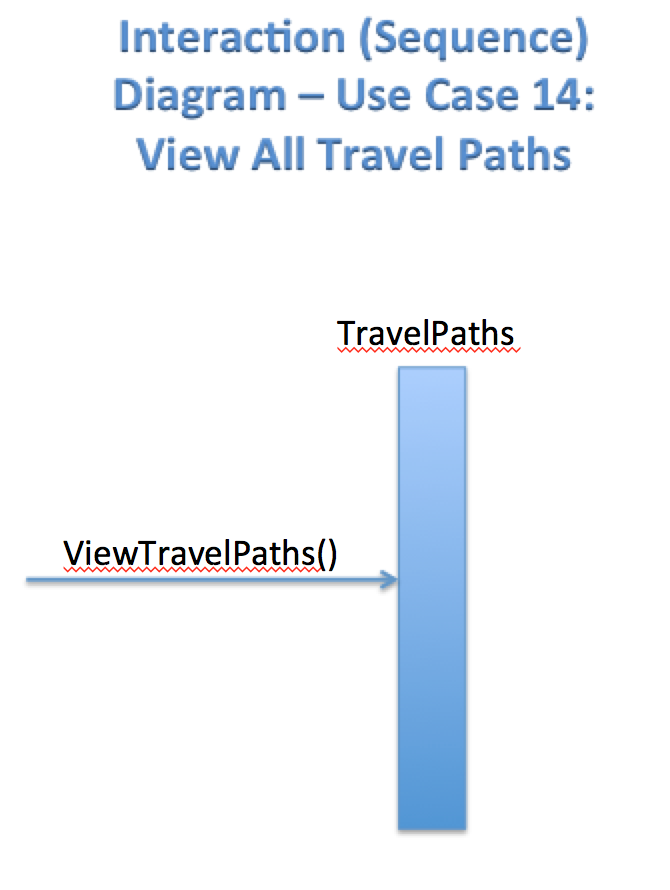 Interaction (Sequence)
Diagram – Use Case 14:
View All Travel Paths
TravelPaths
ViewTravelPaths()